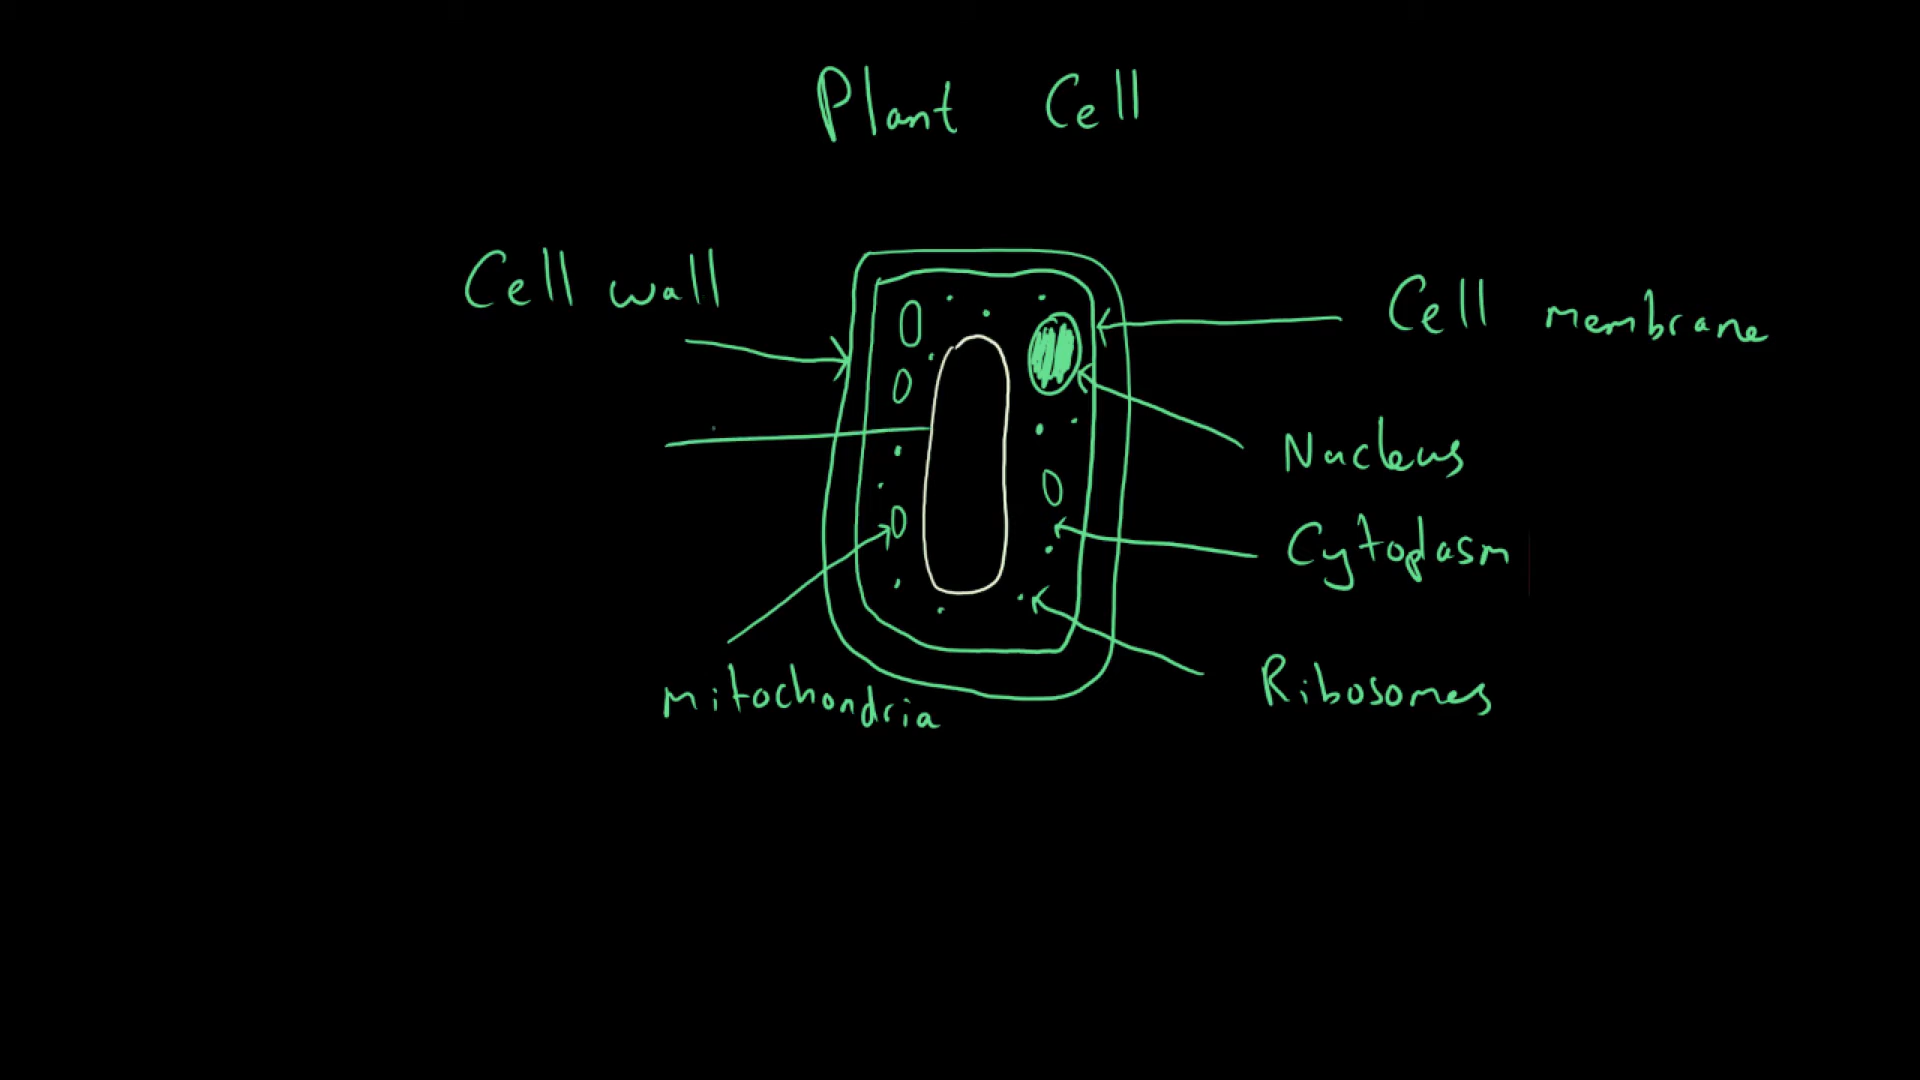 Plant Cell
Cell wall
Cell membrane
Nucleus
Cytoplasm
mitochondria
Ribosomes